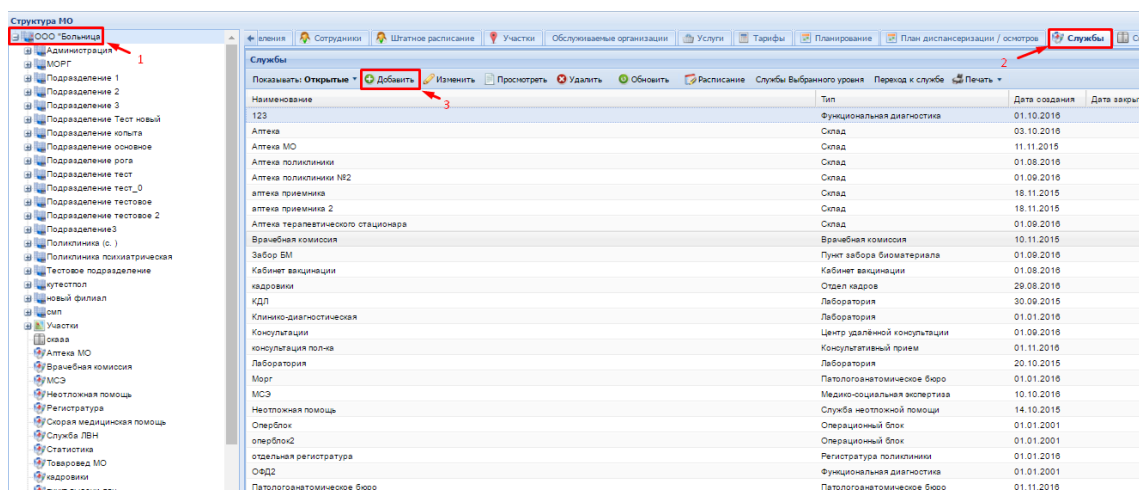 Структура МО
ООО "Больница
1
Администрация
МОРГ
Подразделение 1
Подразделение 2
Подразделение 3
Подразделение Тест новый
Подразделение копыта
Подразделение основное
Подразделение рога
Подразделение тест
Подразделение тест_0
Подразделение тестовое
Подразделение тестовое 2
Подразделение3
Поликлиника (с. )
Поликлиника психиатрическая
Тестовое подразделение
кутестпол
новый филиал
смп
Участки
скааа
Аптека МО
Врачебная комиссия
МСЭ
Неотложная помощь
Регистратура
Скорая медицинская помощь
Служба ЛВН
Статистика
Товаровед МО
кадровики
еления Сотрудники Штатное расписание Участки Обслуживаемые организации Услуги Тарифы Планирование План диспансеризации / осмотров Службы
2
Службы
Показывать: Открытые Добавить Изменить Просмотреть Удалить Обновить Расписание Службы Выбранного уровня Переход к службе Печать
3
Наименование Тип Дата создания Дата закры
123 Функциональная диагностика 01.10.2016
Аптека Склад 03.10.2016
Аптека МО Склад 11.11.2015
Аптека поликлиники Склад 01.08.2016
Аптека поликлиники №2 Склад 01.09.2016
аптека приемника Склад 18.11.2015
аптека приемника 2 Склад 18.11.2015
Аптека терапевтического стационара Склад 01.09.2016
Врачебная комиссия Врачебная комиссия 10.11.2015
Забор БМ Пункт забора биоматериала 01.09.2016
Кабинет вакцинации Кабинет вакцинации 01.08.2016
кадровики Отдел кадров 29.08.2016
КДЛ Лаборатория 30.09.2015
Клинико-диагностическая Лаборатория 01.01.2016
Консультации Центр удалённой консультации 01.09.2016
консультация пол-ка Консультативный прием 01.11.2016
Лаборатория Лаборатория 20.10.2015
Морг Патологоанатомическое бюро 01.01.2016
МСЭ Медико-социальная экспертиза 10.10.2016
Неотложная помощь Служба неотложной помощи 14.10.2015
Оперблок Операционный блок 01.01.2001
оперблок2 Операционный блок 01.01.2001
отдельная регистратура Регистратура поликлиники 01.01.2016
ОФД2 Функциональная диагностика 01.01.2001
Патологоанатомическое бюро Патологоанатомическое бюро 01.11.2016